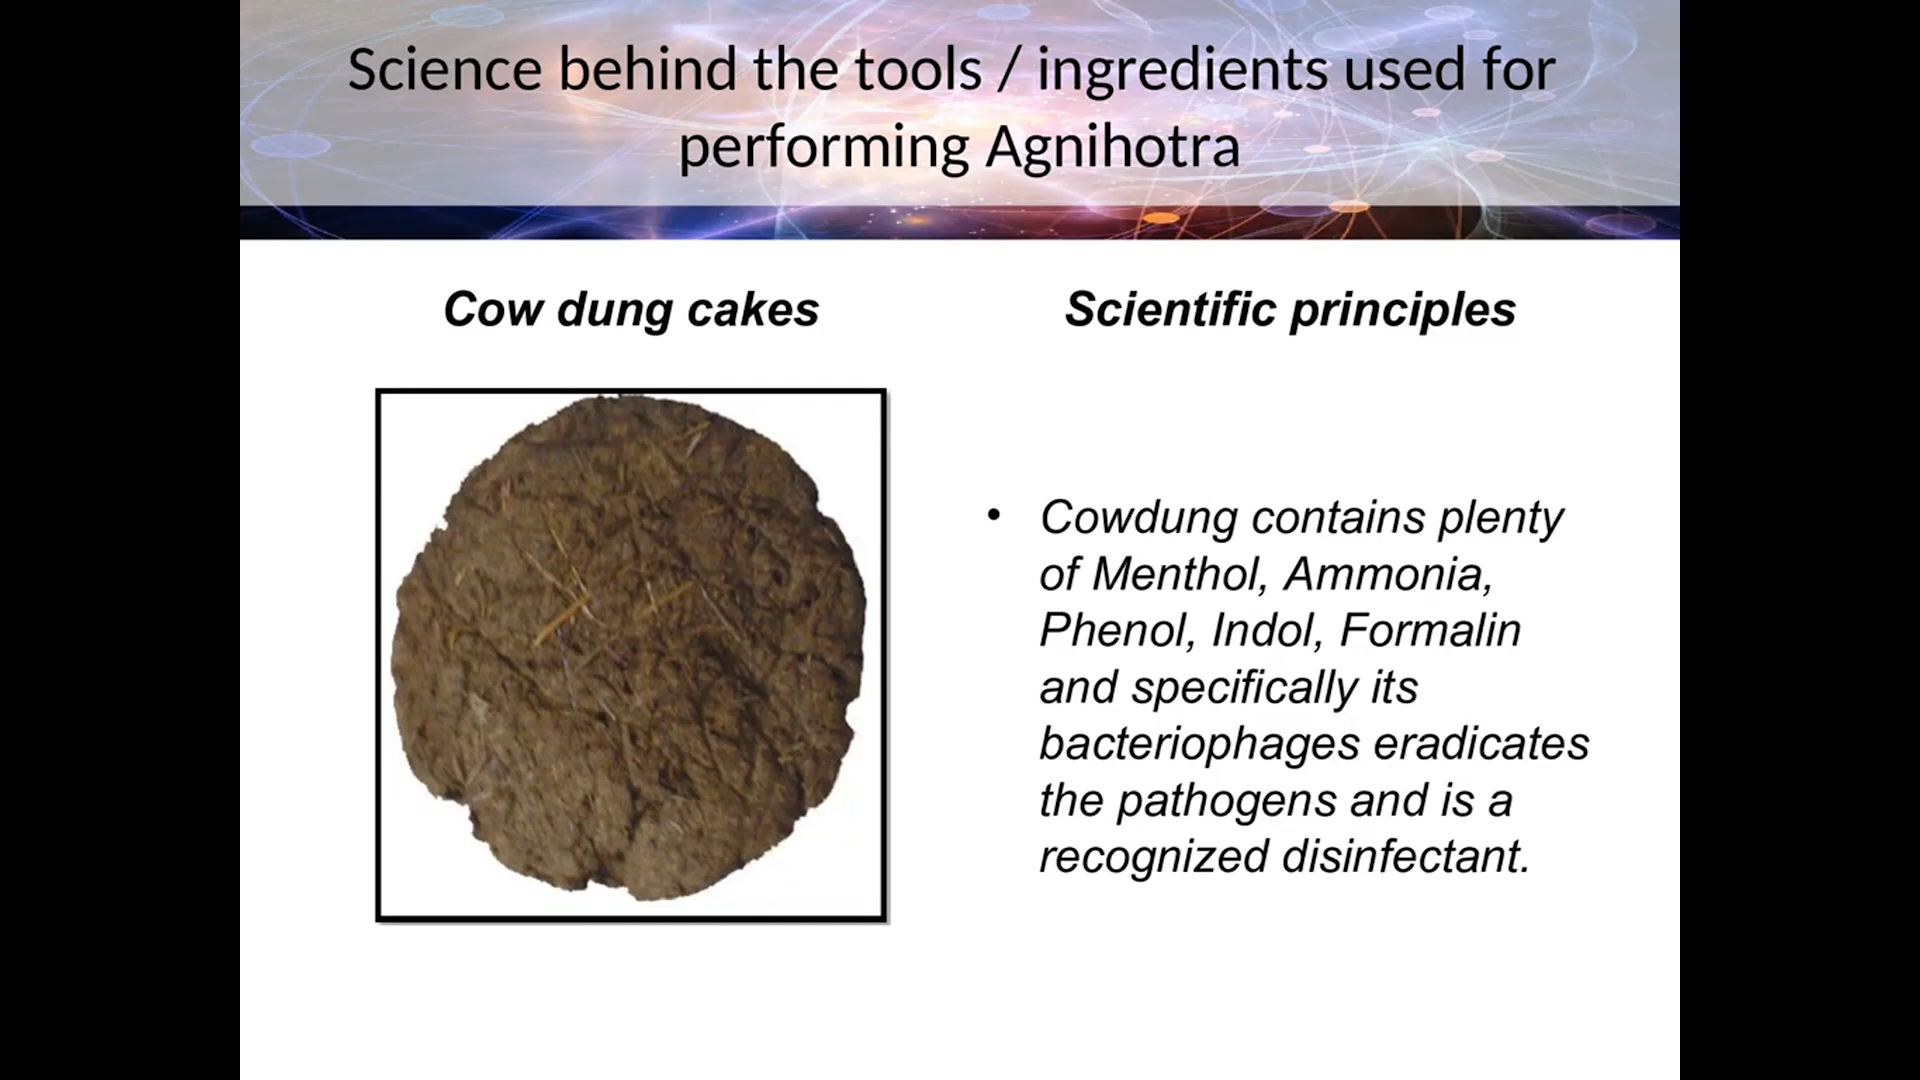 Science behind the tools / ingredients used for
performing Agnihotra
Cow dung cakes
Scientific principles
• Cowdung contains plenty
of Menthol, Ammonia,
Phenol, Indol, Formalin
and specifically its
bacteriophages eradicates
the pathogens and is a
recognized disinfectant.